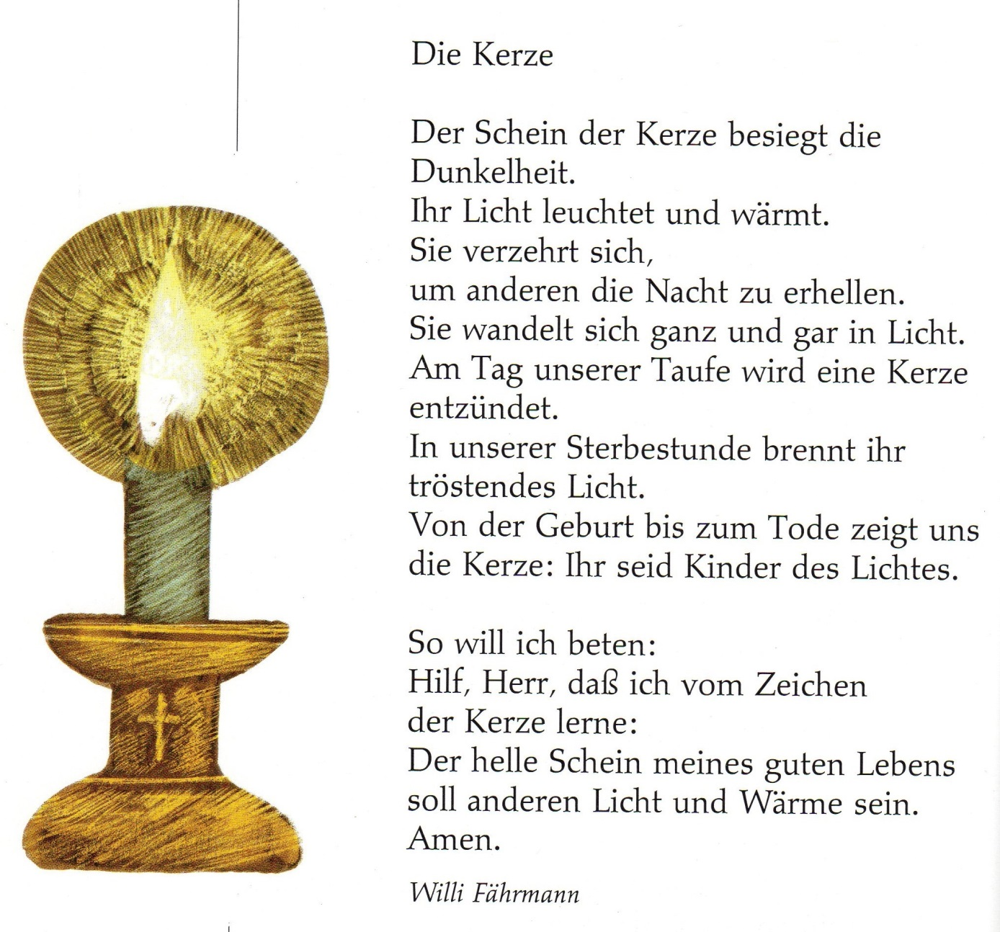 Die Kerze
Der Schein der Kerze besiegt die
Dunkelheit.
Ihr Licht leuchtet und wärmt.
Sie verzehrt sich,
um anderen die Nacht zu erhellen.
Sie wandelt sich ganz und gar in Licht.
Am Tag unserer Taufe wird eine Kerze
entzündet.
In unserer Sterbestunde brennt ihr
tröstendes Licht.
Von der Geburt bis zum Tode zeigt uns
die Kerze: Ihr seid Kinder des Lichtes.
So will ich beten:
Hilf, Herr, daß ich vom Zeichen
der Kerze lerne:
Der helle Schein meines guten Lebens
soll anderen Licht und Wärme sein.
Amen.
Willi Fährmann